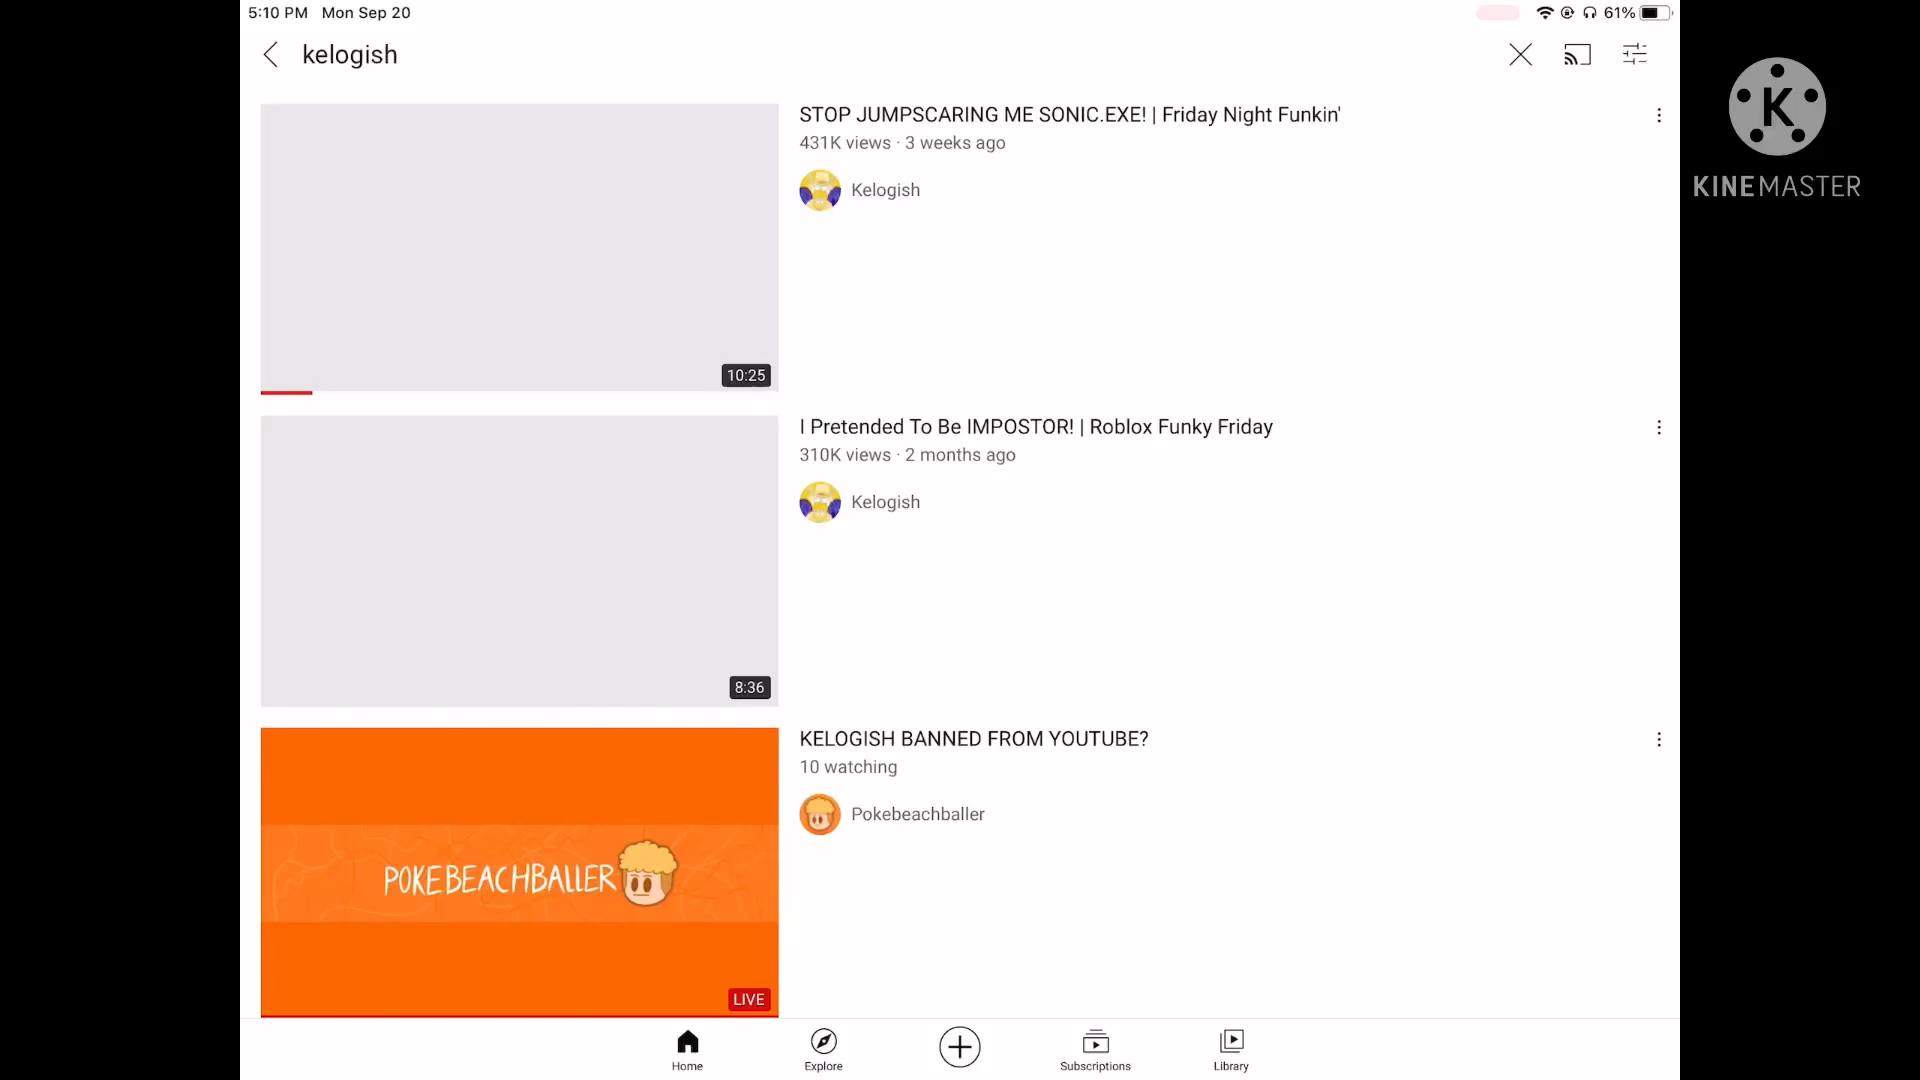 5:10 PM Mon Sep 20
61%
kelogish
K
KINEMASTER
STOP JUMPSCARING ME SONIC.EXE! | Friday Night Funkin'
431K views · 3 weeks ago
Kelogish
10:25
I Pretended To Be IMPOSTOR! | Roblox Funky Friday
310K views · 2 months ago
Kelogish
8:36
KELOGISH BANNED FROM YOUTUBE?
10 watching
Pokebeachballer
POKEBEACHBALLER
LIVE
Home
Explore
Subscriptions
Library